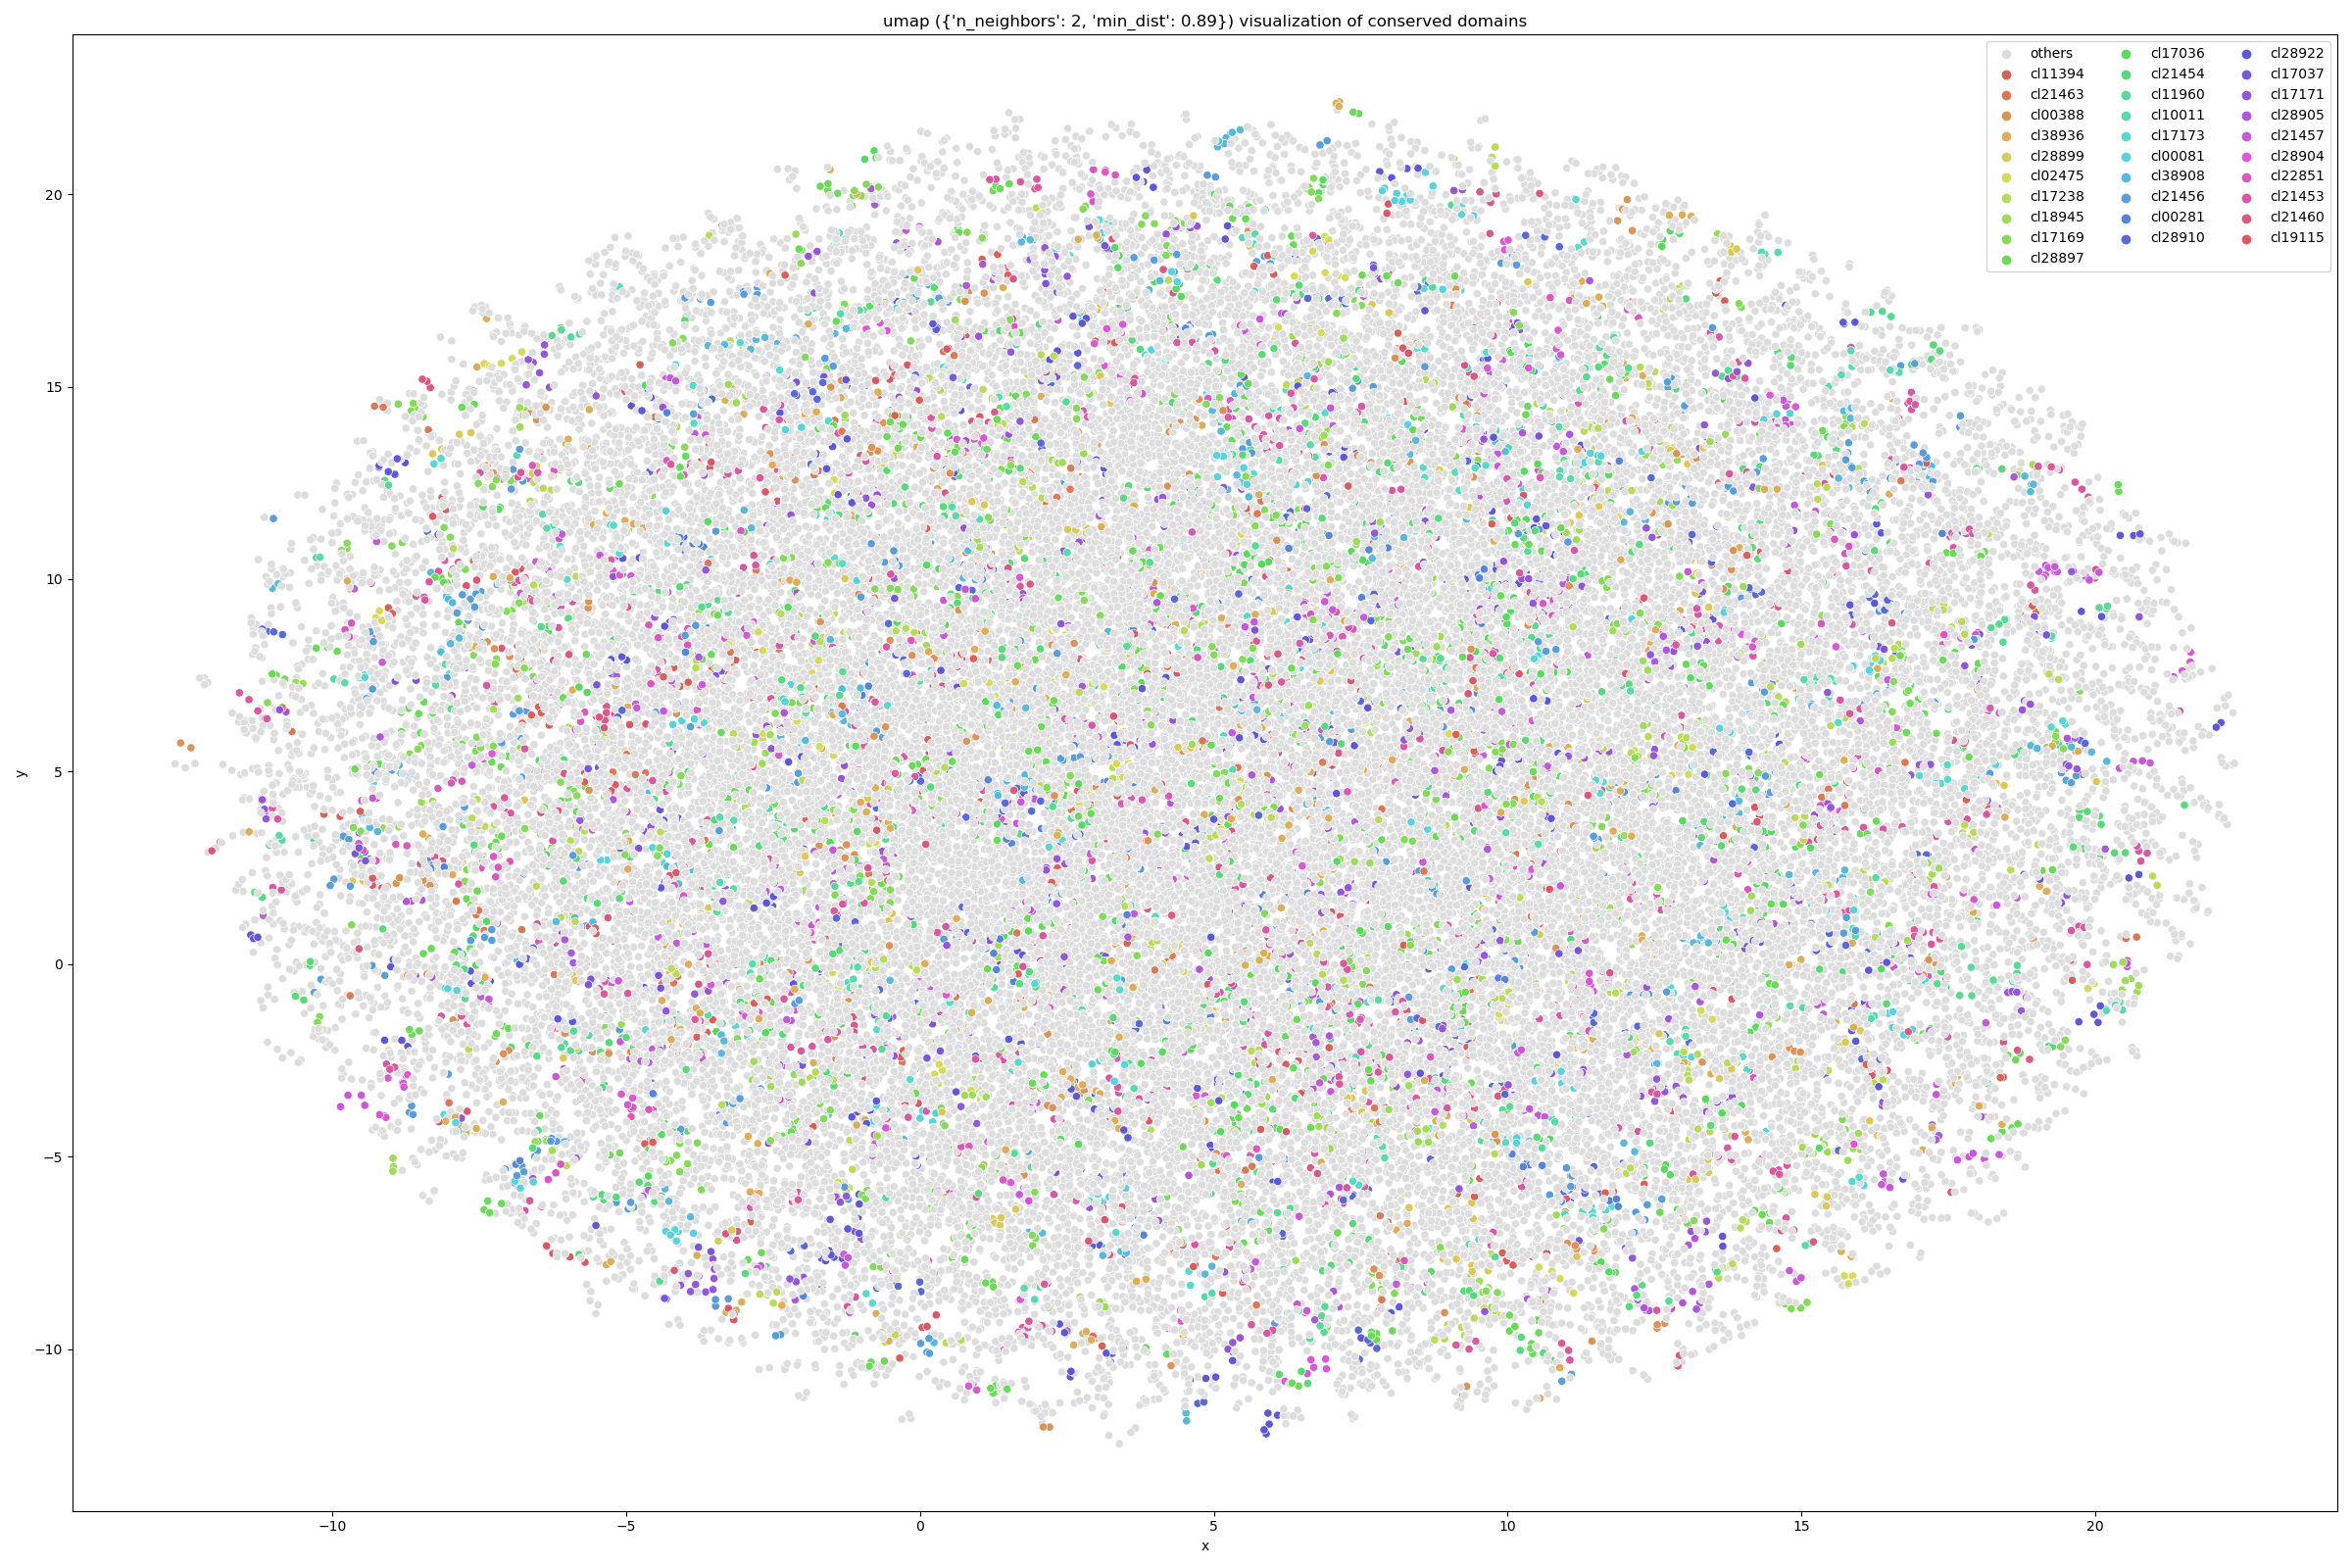 umap ({'n_neighbors': 2, 'min_dist': 0.89}) visualization of conserved domains
others
cl11394
cl21463
cl00388
cl38936
cl28899
cl02475
cl17238
cl18945
cl17169
cl28897
cl17036
cl21454
cl11960
cl10011
cl17173
cl00081
cl38908
cl21456
cl00281
cl28910
cl28922
cl17037
cl17171
cl28905
cl21457
cl28904
cl22851
cl21453
cl21460
cl19115
20
15
10
5
0
−5
−10
y
−10 −5 0 5 10 15 20
x